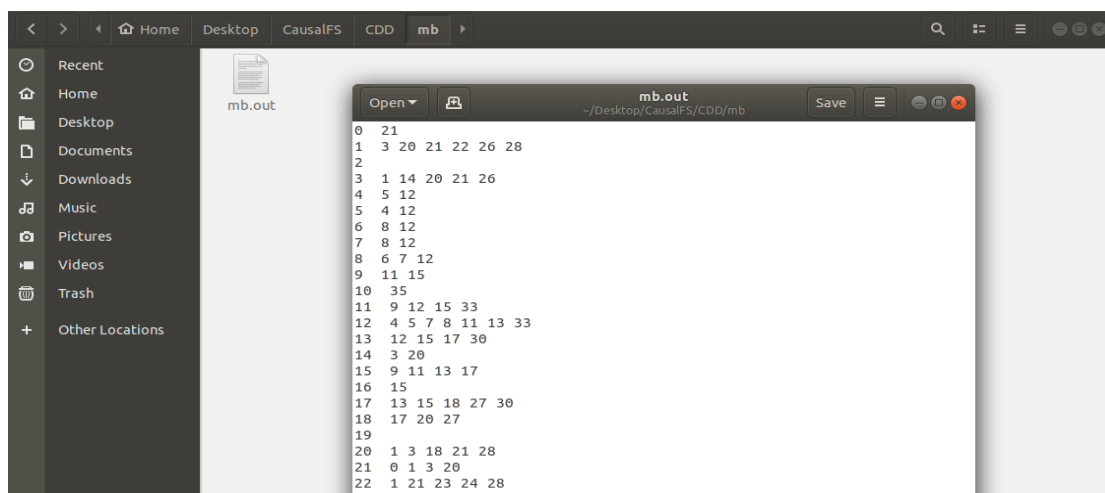 Home Desktop CausalFS CDD mb
Recent
Home
Desktop
Documents
Downloads
Music
Pictures
Videos
Trash
+ Other Locations
mb.out
Open mb.out Save
~/Desktop/CausalFS/CDD/mb
0 21
1 3 20 21 22 26 28
2
3 1 14 20 21 26
4 5 12
5 4 12
6 8 12
7 8 12
8 6 7 12
9 11 15
10 35
11 9 12 15 33
12 4 5 7 8 11 13 33
13 12 15 17 30
14 3 20
15 9 11 13 17
16 15
17 13 15 18 27 30
18 17 20 27
19
20 1 3 18 21 28
21 0 1 3 20
22 1 21 23 24 28